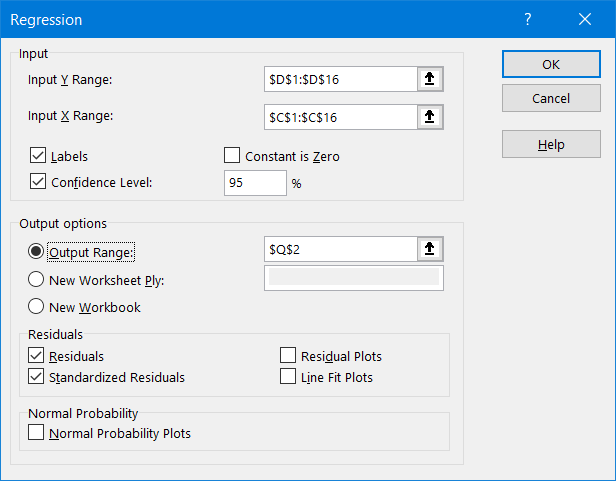 Regression ?
Input
Input Y Range: $D$1:$D$16
Input X Range: $C$1:$C$16
Labels Constant is Zero
Confidence Level: 95 %
OK
Cancel
Help
Output options
Output Range: $Q$2
New Worksheet Ply:
New Workbook
Residuals
Residuals Residual Plots
Standardized Residuals Line Fit Plots
Normal Probability
Normal Probability Plots